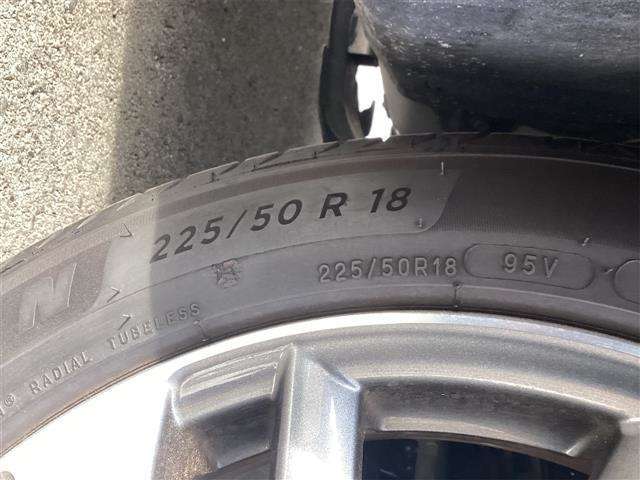 225/50 R 18
N
225/50R18 95V
® RADIAL TUBELESS